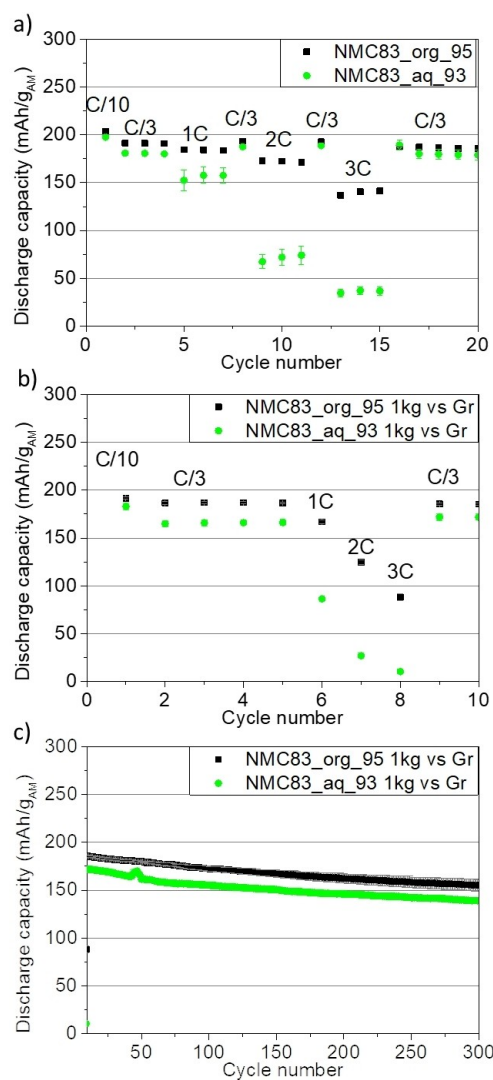 a)
300
NMC83_org_95
NMC83_aq_93
250
C/10
C/3
C/3
C/3
C/3
200
1C
2C
3C
150
100
50
0
Discharge capacity (mAh/gAM)
0 5 10 15 20
Cycle number
b)
300
NMC83_org_95 1kg vs Gr
NMC83_aq_93 1kg vs Gr
250
C/10
C/3
C/3
200
1C
2C
3C
150
100
50
0
Discharge capacity (mAh/gAM)
0 2 4 6 8 10
Cycle number
c)
300
NMC83_org_95 1kg vs Gr
NMC83_aq_93 1kg vs Gr
250
200
150
100
50
0
Discharge capacity (mAh/gAM)
50 100 150 200 250 300
Cycle number